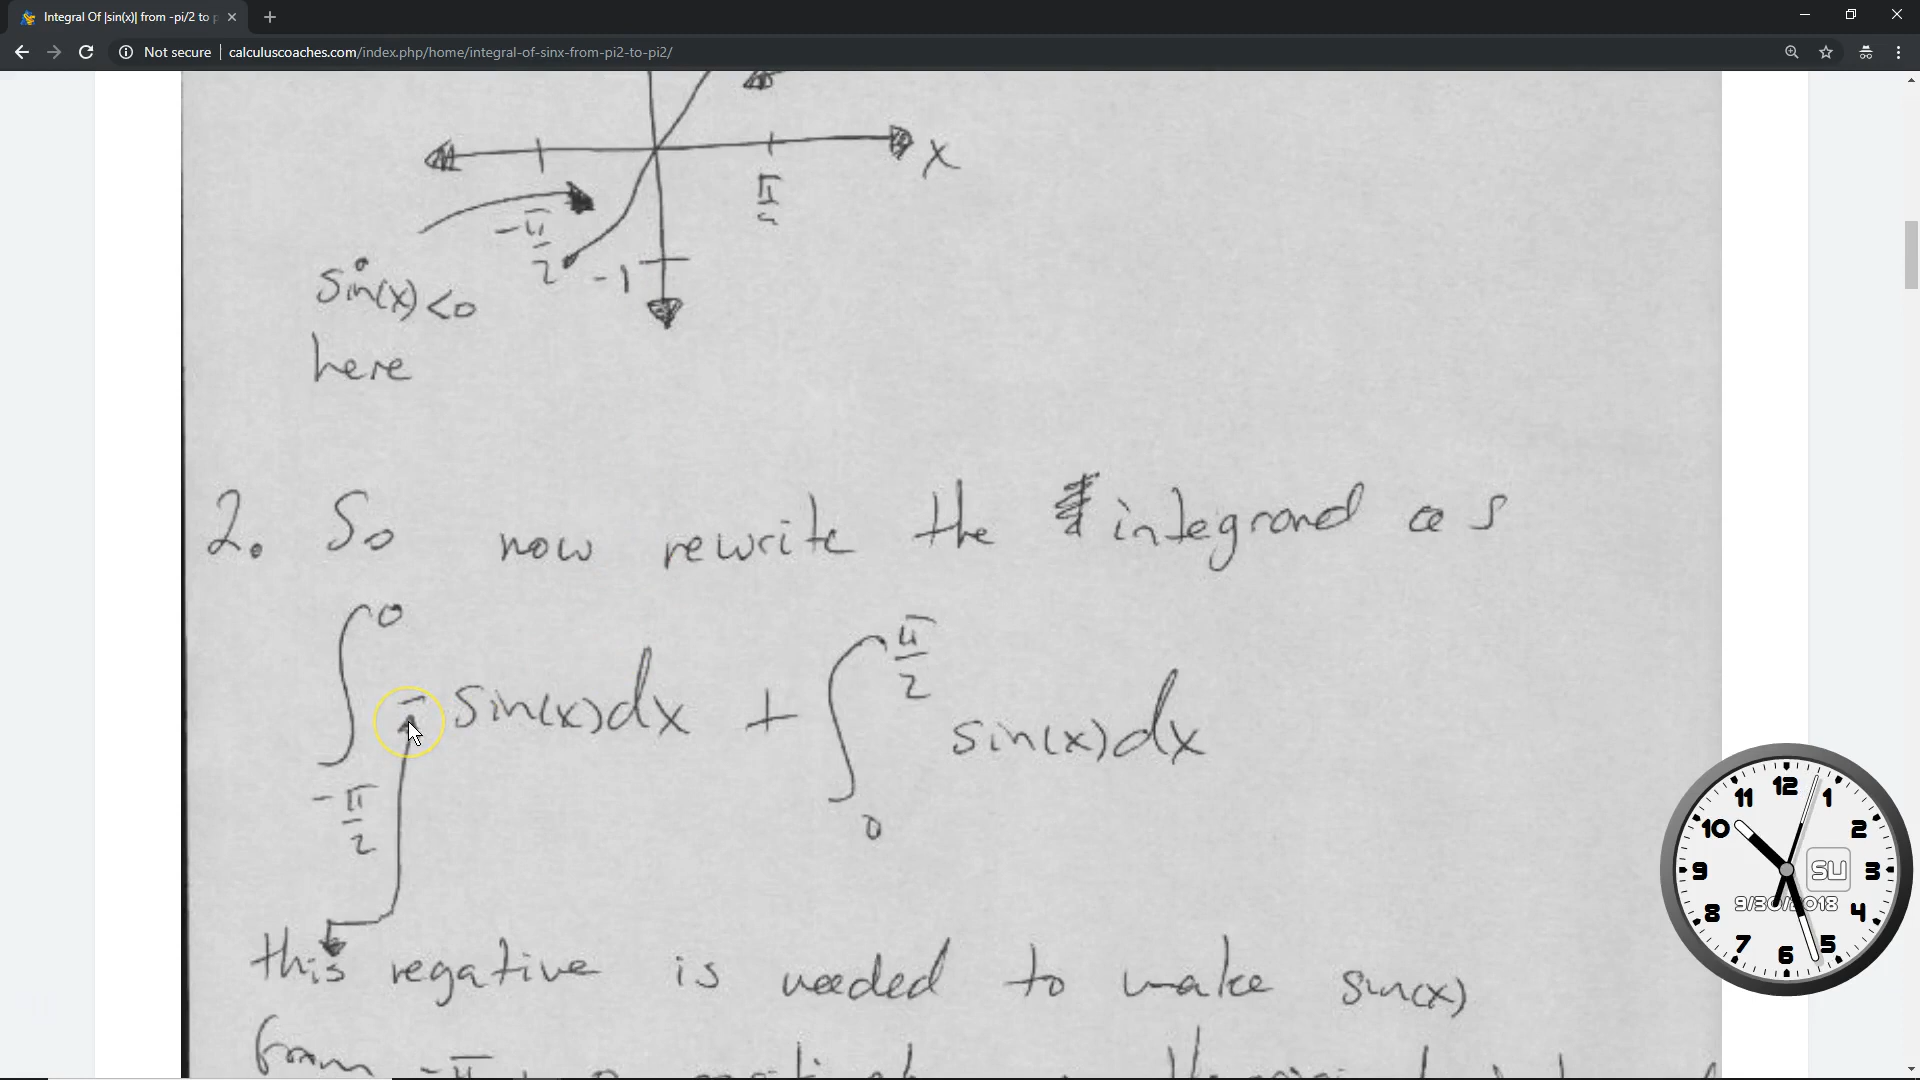 Integral Of |sin(x)| from -pi/2 to p
Not secure | calculuscoaches.com/index.php/home/integral-of-sinx-from-pi2-to-pi2/
x
-π/2
π/2
-1
sin(x) <0
here
2. So now rewrite the integrand as
∫_{-π/2}^{0} - sin(x)dx + ∫_{0}^{π/2} sin(x)dx
this negative is needed to make sin(x)
from
12
1
2
3
4
5
6
7
8
9
10
11
SU
9/30/2018